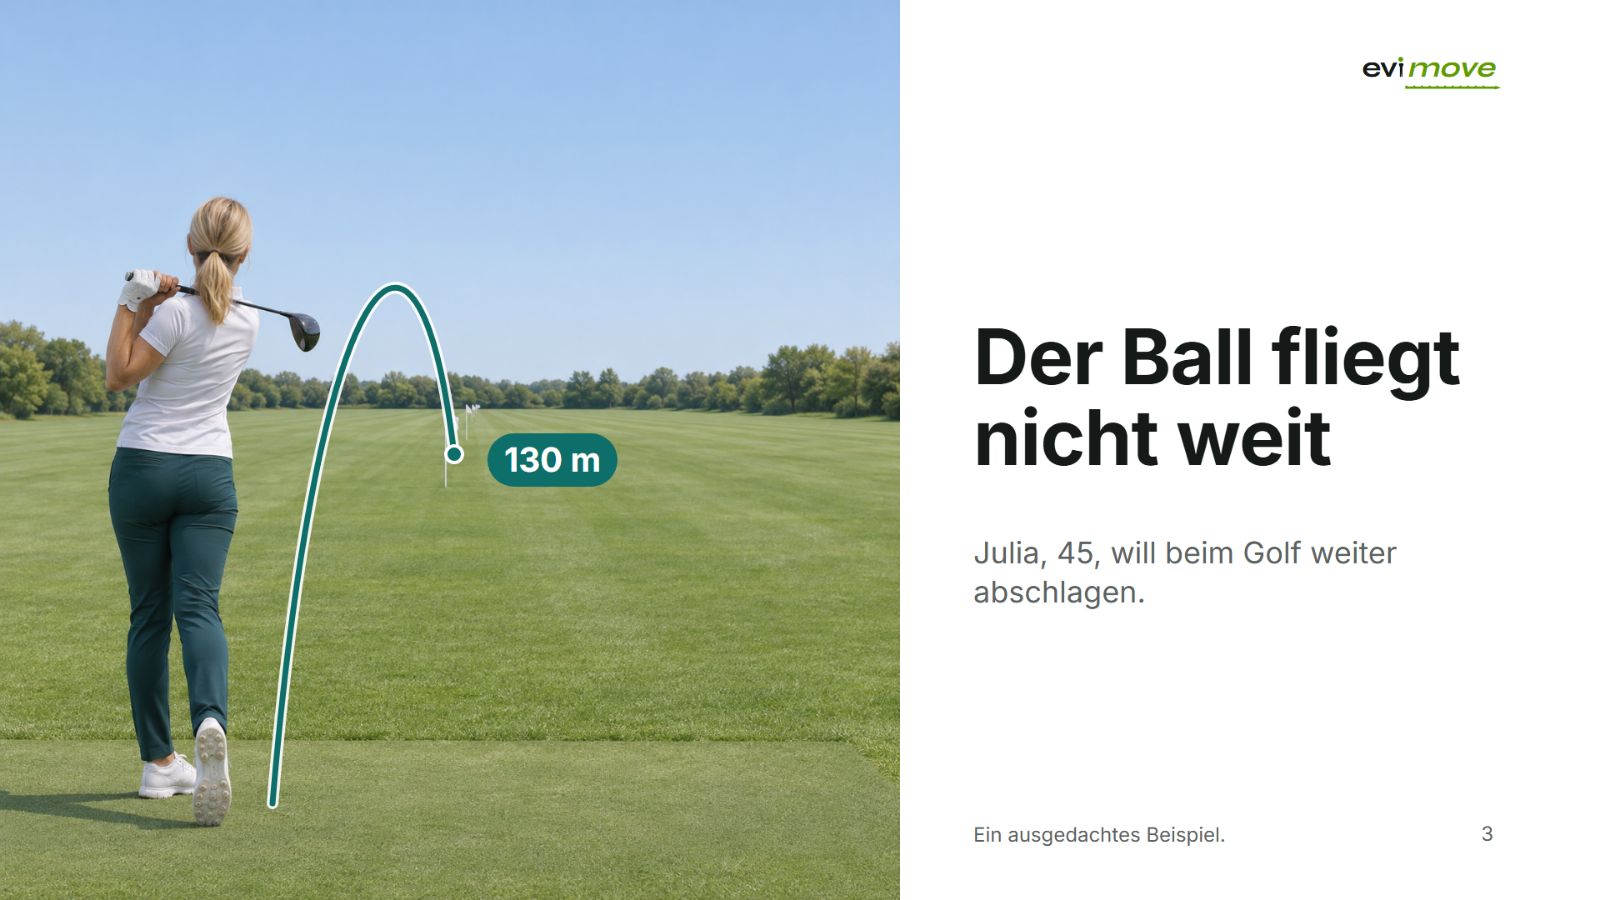 evimove
Der Ball fliegt
nicht weit
130 m
Julia, 45, will beim Golf weiter
abschlagen.
Ein ausgedachtes Beispiel.
3